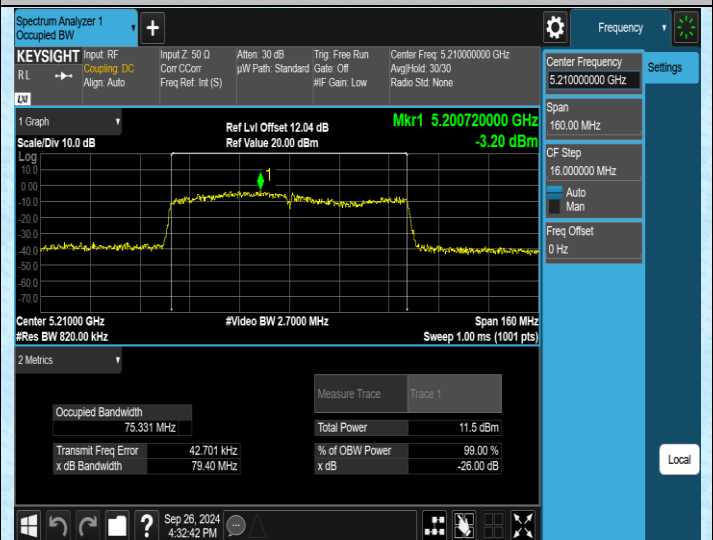 Spectrum Analyzer 1
Occupied BW
Frequency
KEYSIGHT
RL
LXI
Input: RF
Coupling: DC
Align: Auto
Input Z: 50 Ω
Corr CCorr
Freq Ref: Int (S)
Atten: 30 dB
µW Path: Standard
Trig: Free Run
Gate: Off
#IF Gain: Low
Center Freq: 5.210000000 GHz
Avg|Hold: 30/30
Radio Std: None
Center Frequency
5.210000000 GHz
Settings
Span
160.00 MHz
CF Step
16.000000 MHz
Auto
Man
Freq Offset
0 Hz
Local
1 Graph
Scale/Div 10.0 dB
Ref Lvl Offset 12.04 dB
Ref Value 20.00 dBm
Mkr1 5.200720000 GHz
-3.20 dBm
Log
10.0
0.00
-10.0
-20.0
-30.0
-40.0
-50.0
-60.0
-70.0
1
Center 5.21000 GHz
#Res BW 820.00 kHz
#Video BW 2.7000 MHz
Span 160 MHz
Sweep 1.00 ms (1001 pts)
2 Metrics
Measure Trace Trace 1
Occupied Bandwidth
75.331 MHz
Total Power 11.5 dBm
Transmit Freq Error 42.701 kHz
% of OBW Power 99.00 %
x dB Bandwidth 79.40 MHz
x dB -26.00 dB
Sep 26, 2024
4:32:42 PM